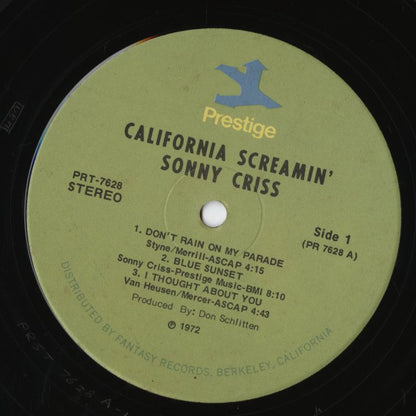 Prestige
CALIFORNIA SCREAMIN'
SONNY CRISS
PRT-7628
STEREO
Side 1
(PR 7628 A)
1. DON'T RAIN ON MY PARADE
Styne/Merrill-ASCAP 4:15
2. BLUE SUNSET
Sonny Criss-Prestige Music-BMI 8:10
3. I THOUGHT ABOUT YOU
Van Heusen/Mercer-ASCAP 4:43
Produced By: Don Schlitten
℗ 1972
DISTRIBUTED BY FANTASY RECORDS, BERKELEY, CALIFORNIA